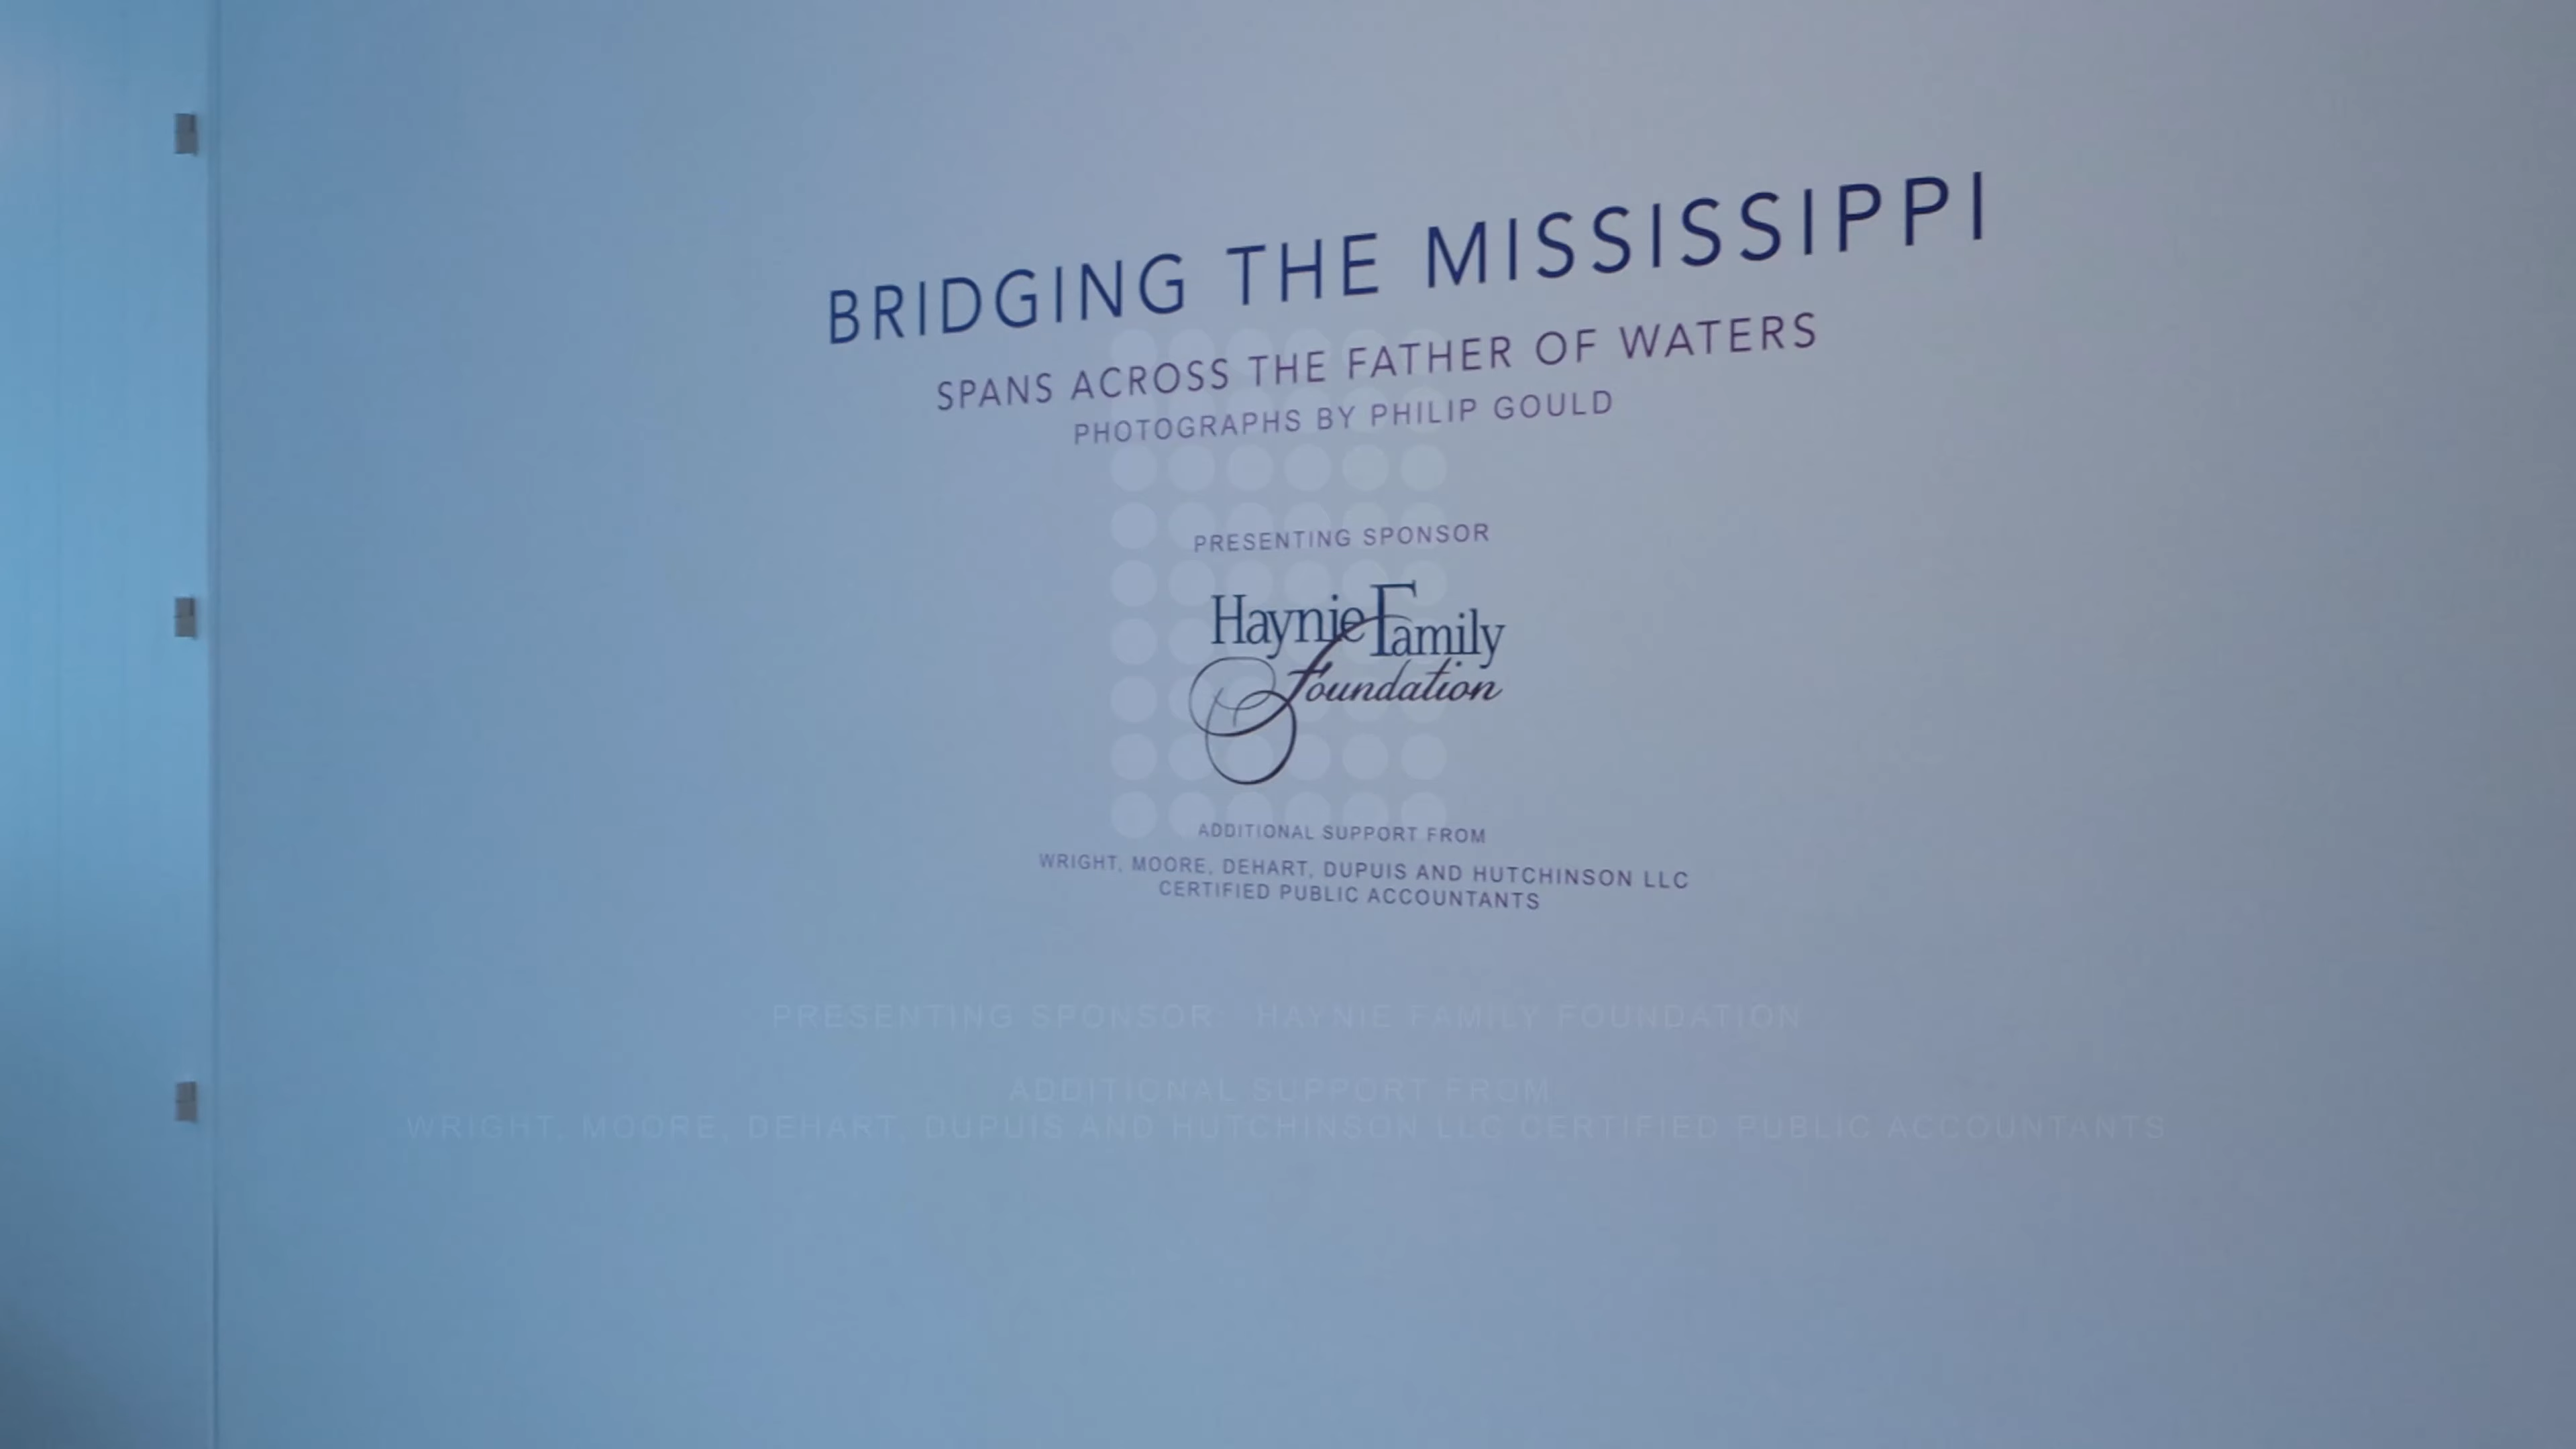 BRIDGING THE MISSISSIPPI
SPANS ACROSS THE FATHER OF WATERS
PHOTOGRAPHS BY PHILIP GOULD
PRESENTING SPONSOR
Haynie Family
foundation
ADDITIONAL SUPPORT FROM
WRIGHT, MOORE, DEHART, DUPUIS AND HUTCHINSON LLC
CERTIFIED PUBLIC ACCOUNTANTS
PRESENTING SPONSOR HAYNIE FAMILY FOUNDATION
ADDITIONAL SUPPORT FROM
WRIGHT, MOORE, DEHART, DUPUIS AND HUTCHINSON LLC CERTIFIED PUBLIC ACCOUNTANTS